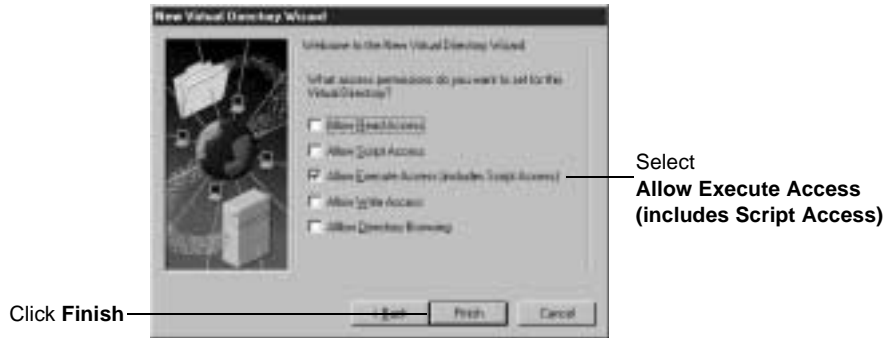 New Virtual Directory Wizard
Welcome to the New Virtual Directory Wizard
What access permissions do you want to set for the
Virtual Directory?
Allow Read Access
Allow Script Access
Allow Execute Access (includes Script Access)
Allow Write Access
Allow Directory Browsing
Select
Allow Execute Access
(includes Script Access)
Click Finish
< Back
Finish
Cancel